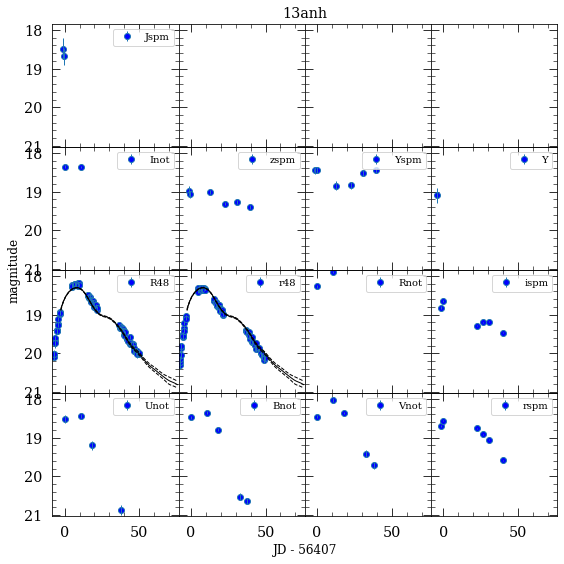 13anh
18
19
20
21
Jspm
18
19
20
21
Inot
zspm
Yspm
Y
magnitude
18
19
20
21
R48
r48
Rnot
ispm
18
19
20
21
Unot
Bnot
Vnot
rspm
0 50 0 50 0 50 0 50
JD - 56407